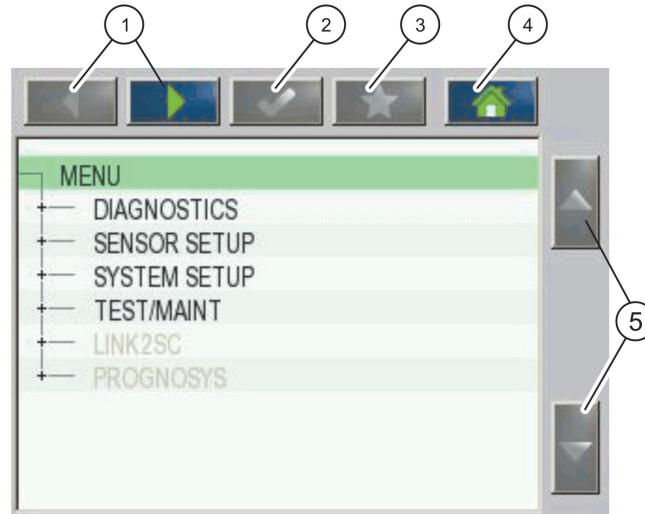 1 2 3 4
MENU
DIAGNOSTICS
SENSOR SETUP
SYSTEM SETUP
TEST/MAINT
LINK2SC
PROGNOSYS
5